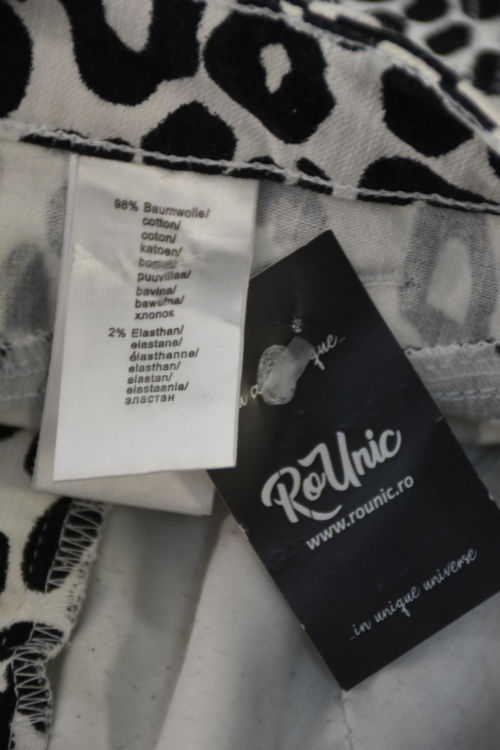 98% Baumwolle/
cotton/
coton/
katoen/
puuvillaa/
bavlna/
bawełna/
хлопок
2% Elasthan/
elastane/
élasthanne/
elasthan/
elastan/
elastaania/
эластан
RoUnic
www.rounic.ro
...in unique universe